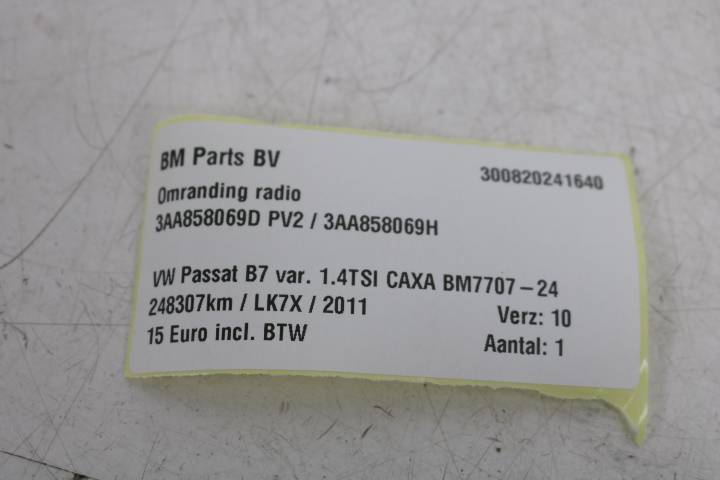 BM Parts BV
300820241640
Omranding radio
3AA858069D PV2 / 3AA858069H
VW Passat B7 var. 1.4TSI CAXA BM7707-24
248307km / LK7X / 2011
Verz: 10
15 Euro incl. BTW
Aantal: 1